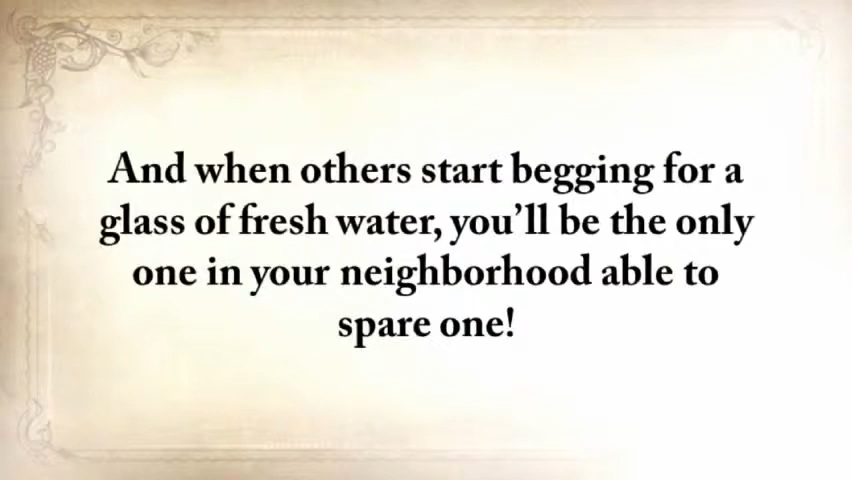 And when others start begging for a
glass of fresh water, you’ll be the only
one in your neighborhood able to
spare one!